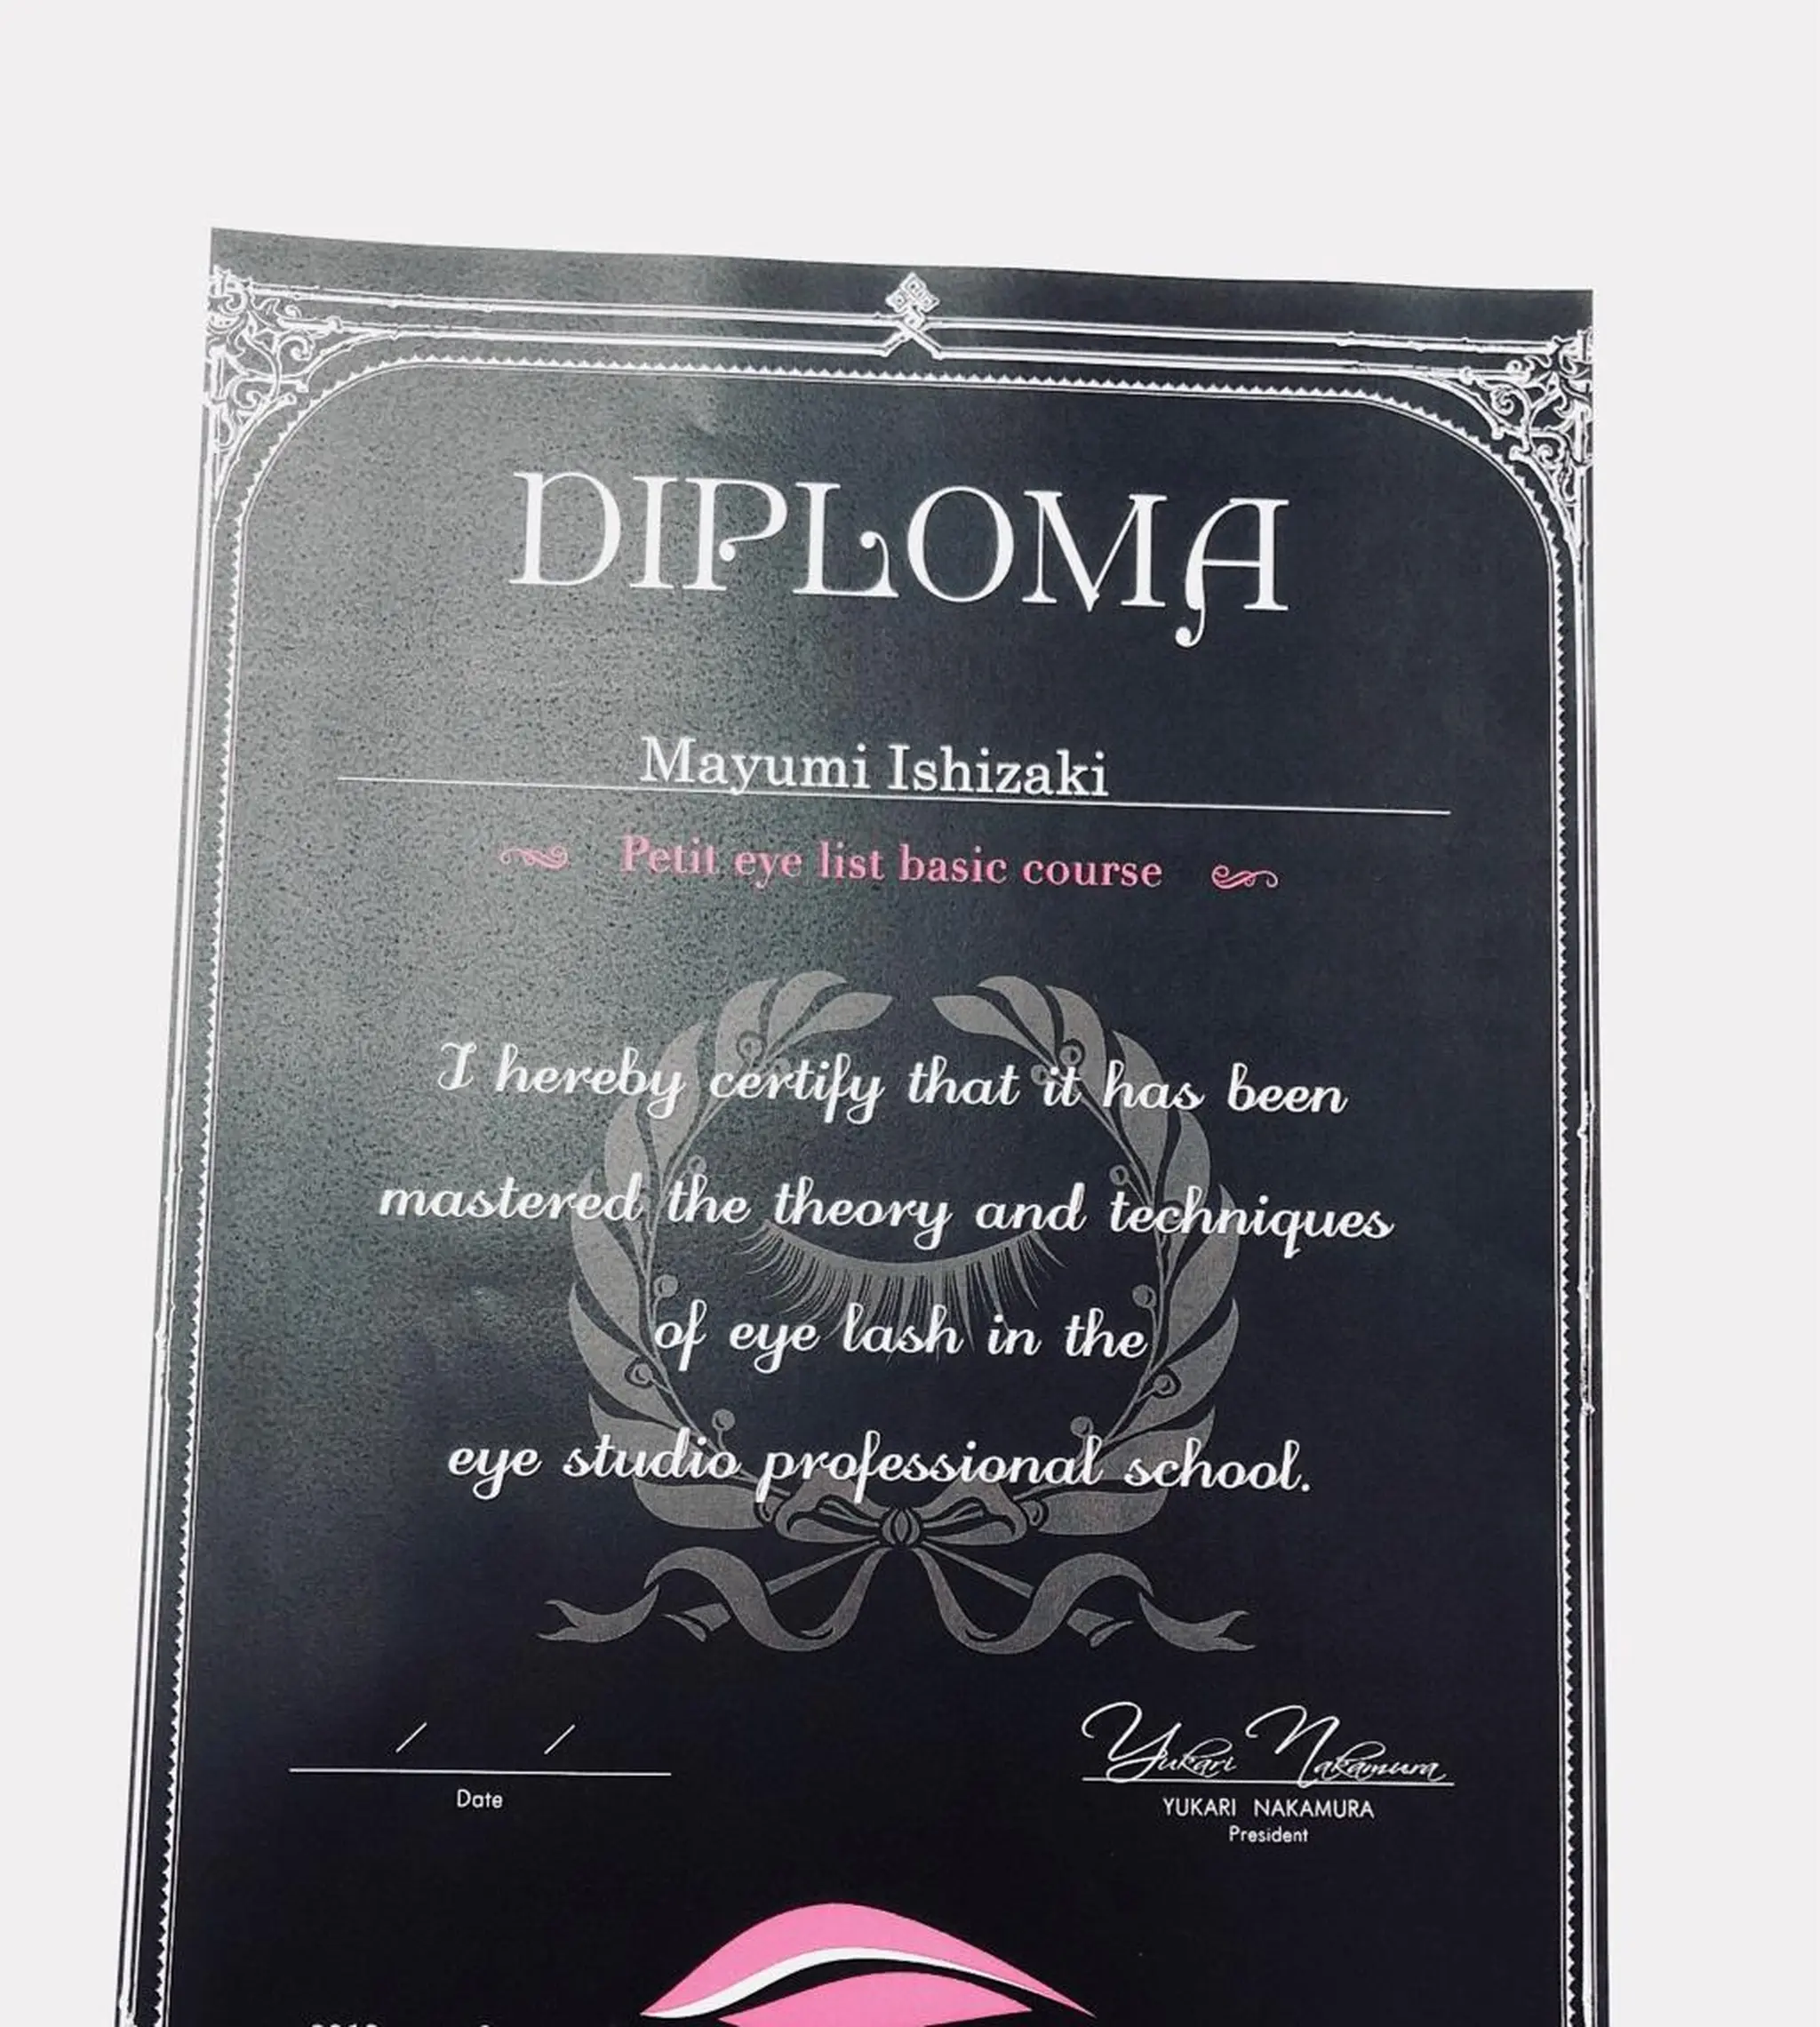 DIPLOMA
Mayumi Ishizaki
Petit eye list basic course
I hereby certify that it has been
mastered the theory and techniques
of eye lash in the
eye studio professional school.
/ /
Date
Yukari Nakamura
YUKARI NAKAMURA
President